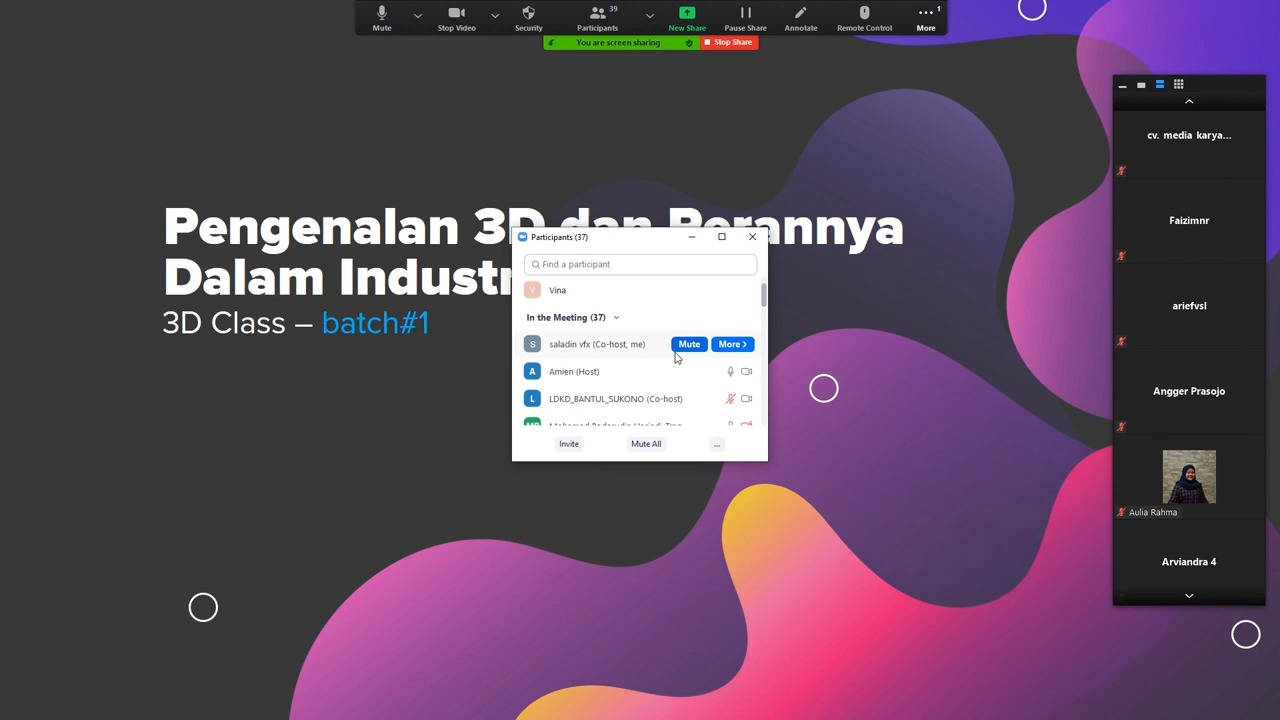 Mute
Stop Video
Security
Participants
39
New Share
Pause Share
Annotate
Remote Control
More
1
You are screen sharing
Stop Share
Pengenalan 3D dan Perannya
Dalam Industr
3D Class – batch#1
Participants (37)
Find a participant
V
Vina
In the Meeting (37)
S
saladin vfx (Co-host, me)
Mute
More
A
Amien (Host)
L
LDKD_BANTUL_SUKONO (Co-host)
Invite
Mute All
...
cv. media karya...
Faizimnr
ariefvsl
Angger Prasojo
Aulia Rahma
Arviandra 4